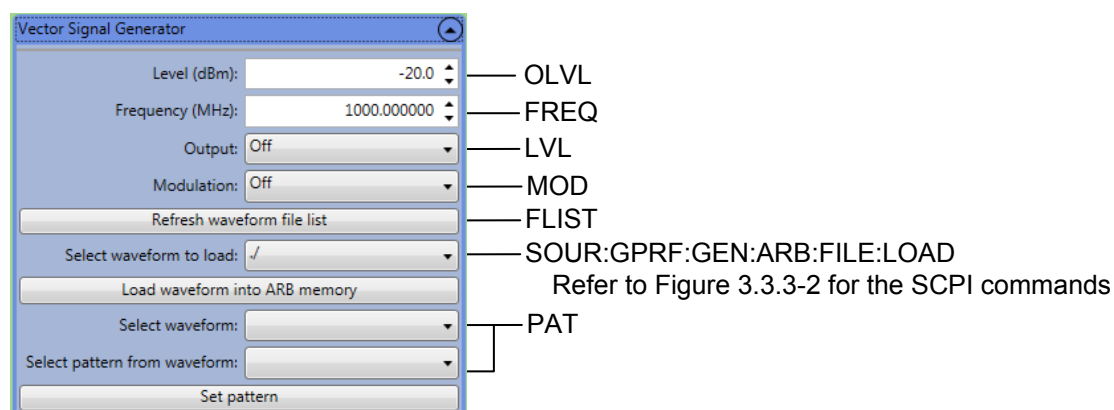 Vector Signal Generator
Level (dBm): -20.0 OLVL
Frequency (MHz): 1000.000000 FREQ
Output: Off LVL
Modulation: Off MOD
Refresh waveform file list FLIST
Select waveform to load: ./ SOUR:GPRF:GEN:ARB:FILE:LOAD
Load waveform into ARB memory Refer to Figure 3.3.3-2 for the SCPI commands
Select waveform: PAT
Select pattern from waveform:
Set pattern